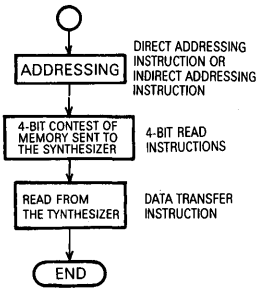 ADDRESSING
DIRECT ADDRESSING
INSTRUCTION OR
INDIRECT ADDRESSING
INSTRUCTION
4-BIT CONTEST OF
MEMORY SENT TO
THE SYNTHESIZER
4-BIT READ
INSTRUCTIONS
READ FROM
THE TYNTHESIZER
DATA TRANSFER
INSTRUCTION
END